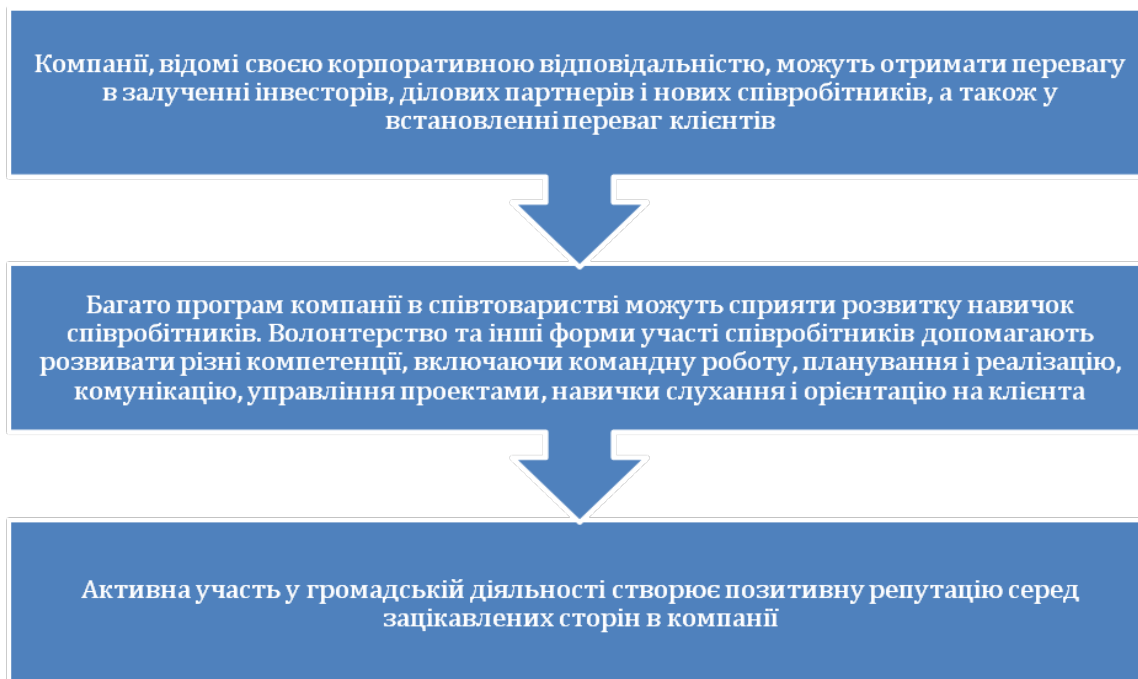 Компанії, відомі своєю корпоративною відповідальністю, можуть отримати перевагу
в залученні інвесторів, ділових партнерів і нових співробітників, а також у
встановленні переваг клієнтів
Багато програм компанії в співтоваристві можуть сприяти розвитку навичок
співробітників. Волонтерство та інші форми участі співробітників допомагають
розвивати різні компетенції, включаючи командну роботу, планування і реалізацію,
комунікацію, управління проектами, навички слухання і орієнтацію на клієнта
Активна участь у громадській діяльності створює позитивну репутацію серед
зацікавлених сторін в компанії